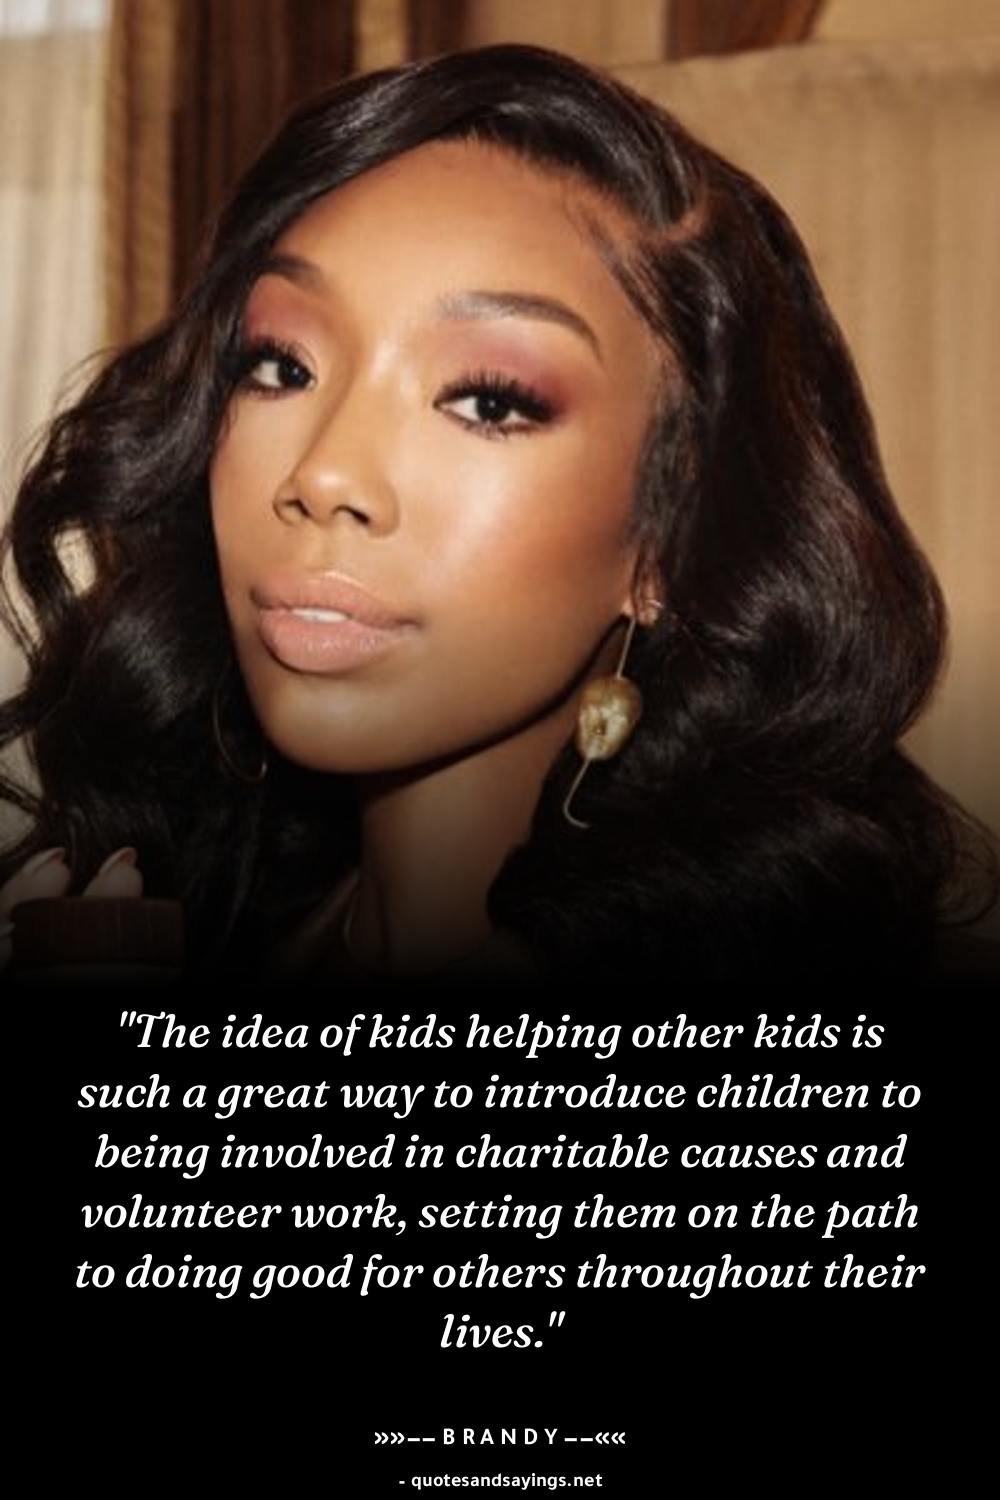 "The idea of kids helping other kids is
such a great way to introduce children to
being involved in charitable causes and
volunteer work, setting them on the path
to doing good for others throughout their
lives."
»»–– BRANDY ––««
- quotesandsayings.net